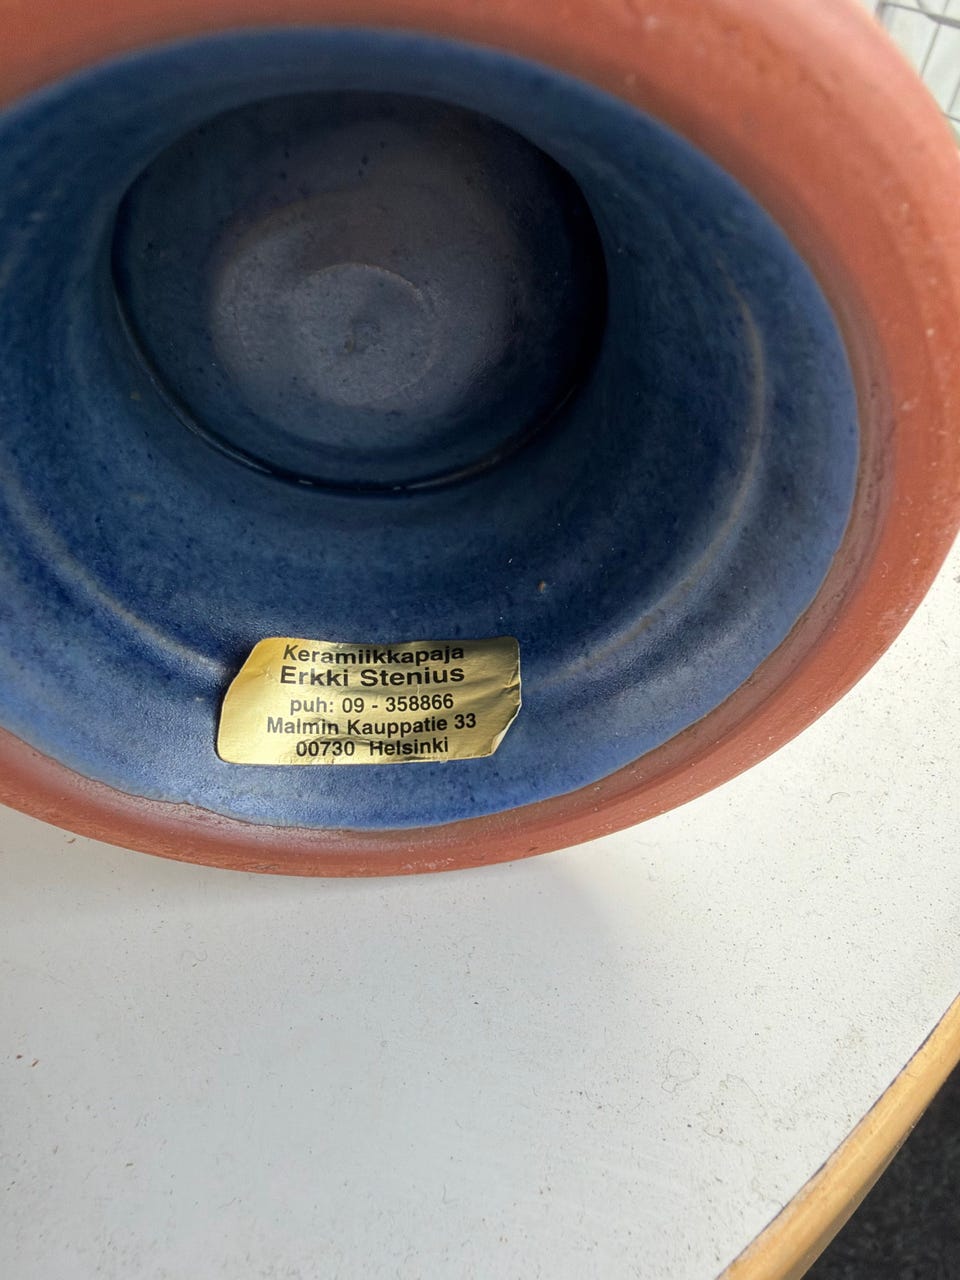 Keramiikkapaja
Erkki Stenius
puh: 09 - 358866
Malmin Kauppatie 33
00730 Helsinki